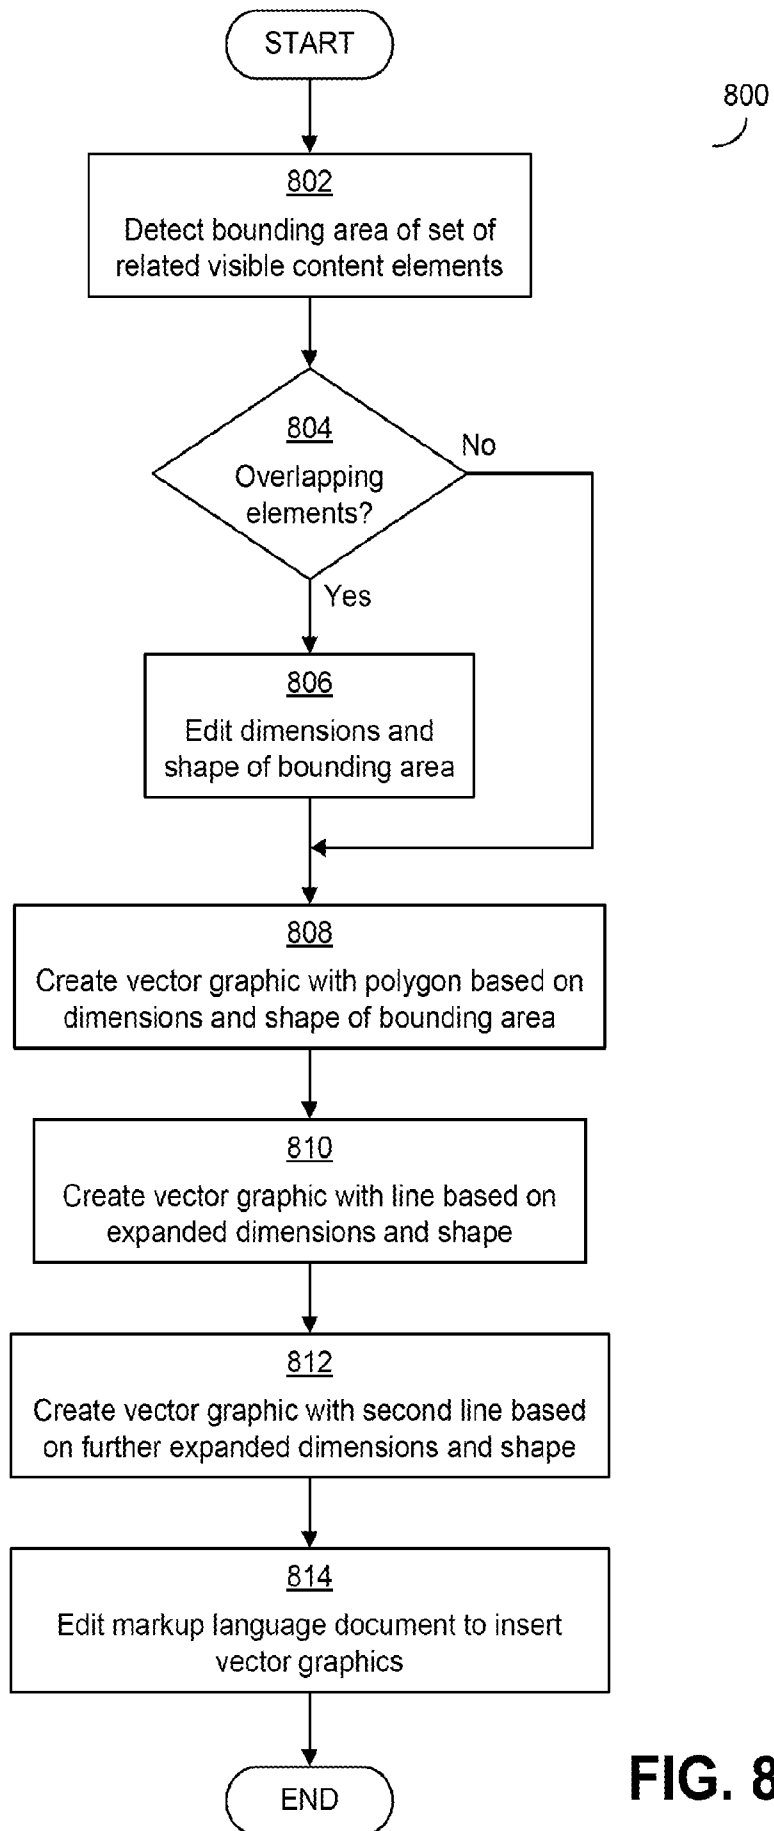 START
800
802
Detect bounding area of set of
related visible content elements
804
No
Overlapping
elements?
Yes
806
Edit dimensions and
shape of bounding area
808
Create vector graphic with polygon based on
dimensions and shape of bounding area
810
Create vector graphic with line based on
expanded dimensions and shape
812
Create vector graphic with second line based
on further expanded dimensions and shape
814
Edit markup language document to insert
vector graphics
END
FIG. 8